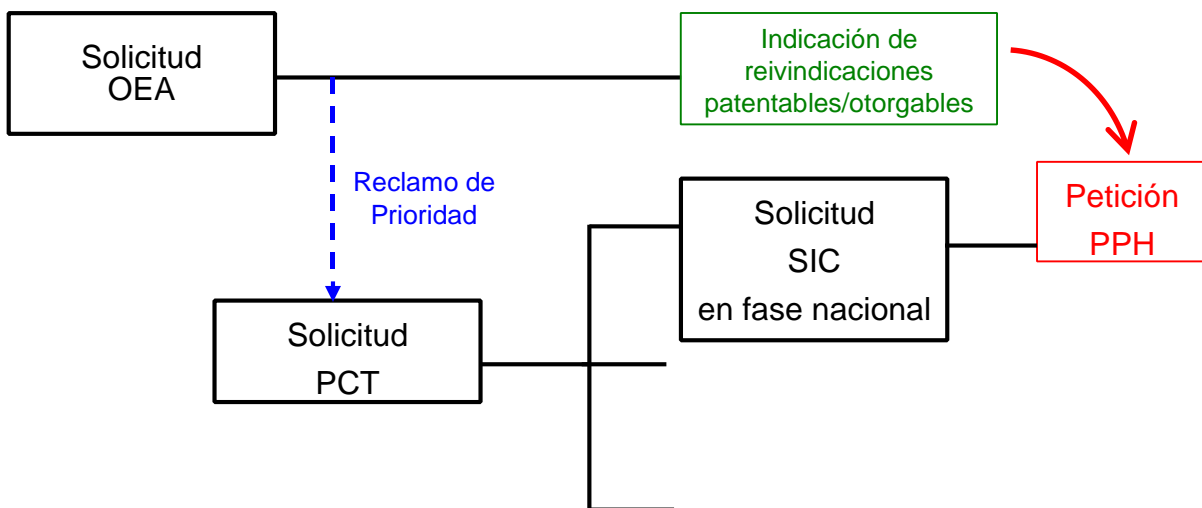 Solicitud
OEA
Indicación de
reivindicaciones
patentables/otorgables
Reclamo de
Prioridad
Solicitud
SIC
en fase nacional
Petición
PPH
Solicitud
PCT